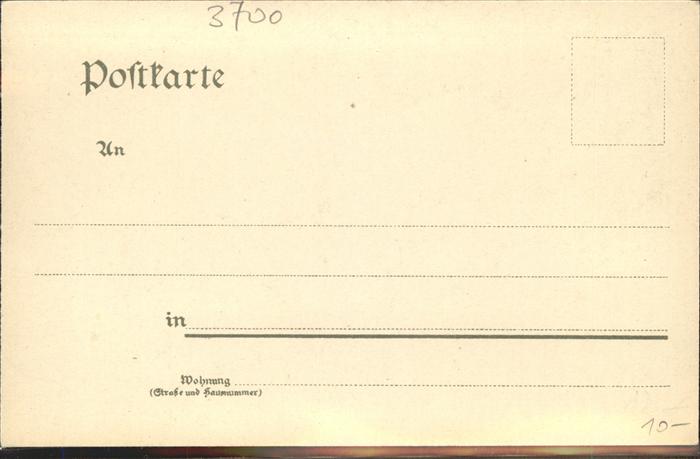 3700
Postkarte
An
in
Wohnung
(Straße und Hausnummer)
10-